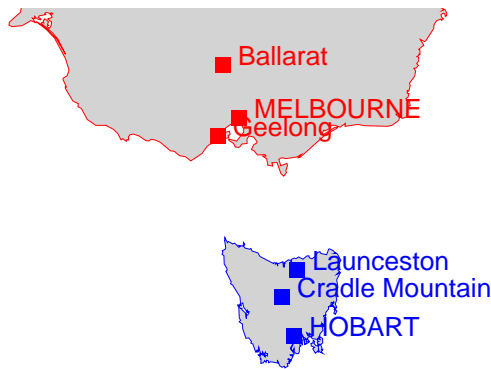 Ballarat
MELBOURNE
Geelong
Launceston
Cradle Mountain
HOBART